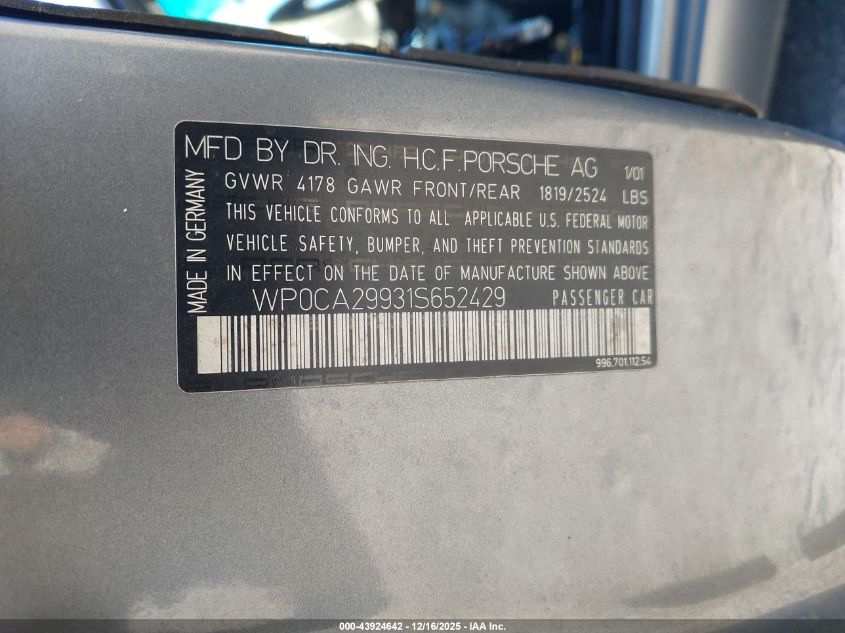 MFD BY DR. ING. H.C.F.PORSCHE AG 1/01
GVWR 4178 GAWR FRONT/REAR 1819/2524 LBS
THIS VEHICLE CONFORMS TO ALL APPLICABLE U.S. FEDERAL MOTOR
VEHICLE SAFETY, BUMPER, AND THEFT PREVENTION STANDARDS
IN EFFECT ON THE DATE OF MANUFACTURE SHOWN ABOVE
WP0CA29931S652429 PASSENGER CAR
996.701.112.54
MADE IN GERMANY
000-43924642 - 12/16/2025 - IAA Inc.